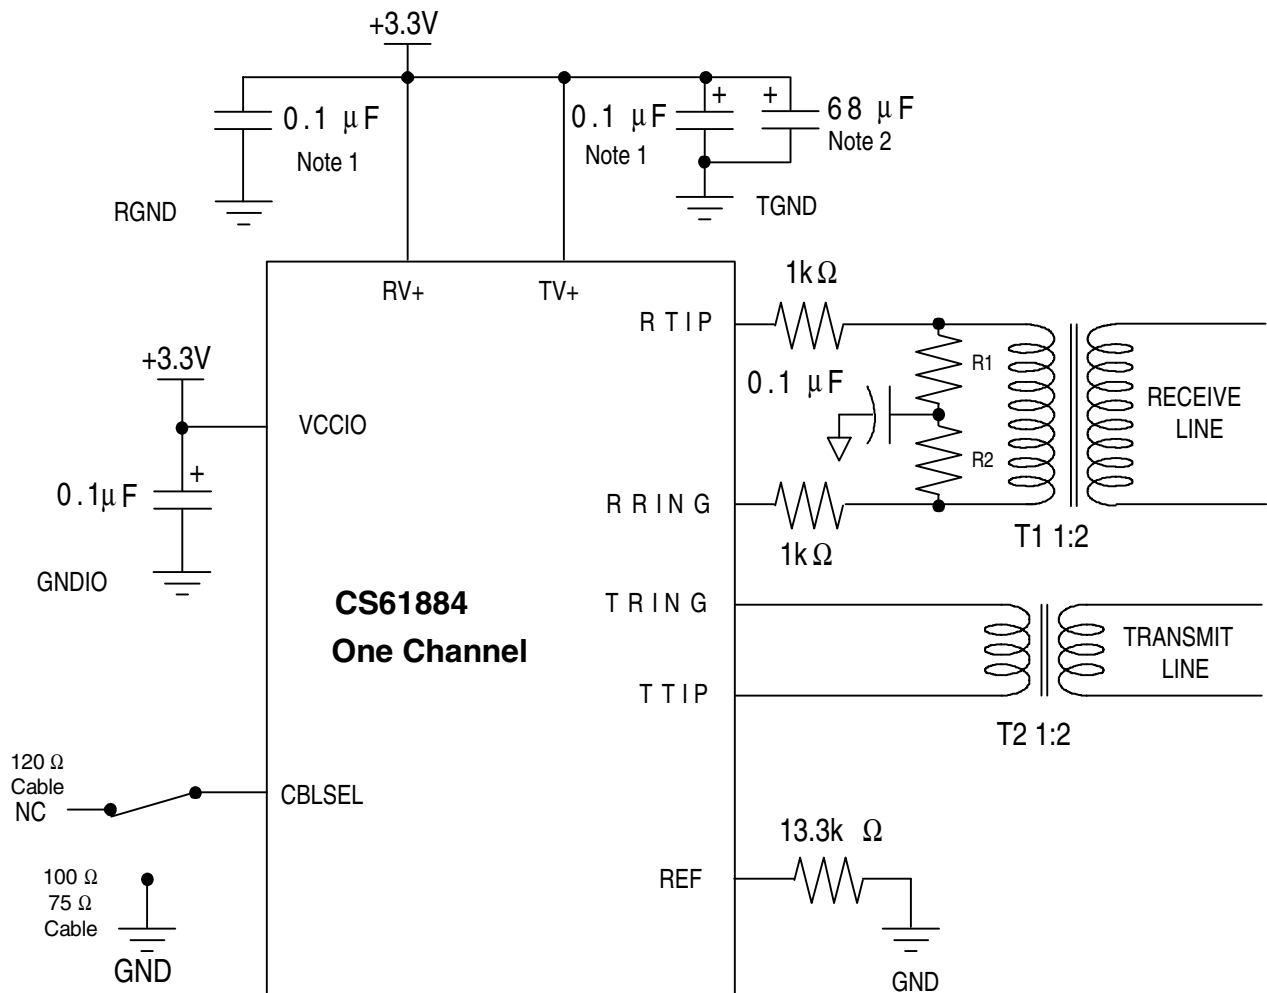 +3.3V
+
+
0.1 µF
Note 1
0.1 µF
Note 1
68 µF
Note 2
RGND
TGND
RV+
TV+
1kΩ
RTIP
+3.3V
0.1 µF
R1
RECEIVE
LINE
VCCIO
R2
+
0.1µF
RRING
1kΩ
T1 1:2
GNDIO
CS61884
One Channel
TRING
TRANSMIT
LINE
TTIP
T2 1:2
120 Ω
Cable
NC
CBLSEL
13.3k Ω
100 Ω
75 Ω
Cable
REF
GND
GND